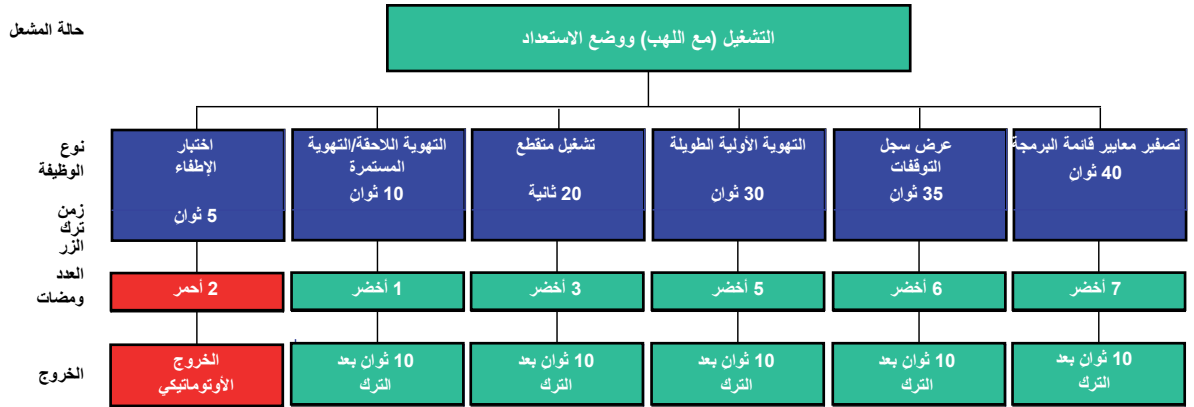 حالة المشعل
التشغيل (مع اللهب) ووضع الاستعداد
نوع
الوظيفة
زمن
ترك
الزر
تصفير معايير قائمة البرمجة
40 ثوانِ
عرض سجل
التوقفات
35 ثوانِ
التهوية الأولية الطويلة
30 ثوانِ
تشغيل متقطع
20 ثانية
التهوية اللاحقة/التهوية
المستمرة
10 ثوانِ
اختبار
الإطفاء
5 ثوانِ
العدد
ومضات
7 أخضر
6 أخضر
5 أخضر
3 أخضر
1 أخضر
2 أحمر
الخروج
10 ثوانِ بعد
الترك
10 ثوانِ بعد
الترك
10 ثوانِ بعد
الترك
10 ثوانِ بعد
الترك
10 ثوانِ بعد
الترك
الخروج
الأوتوماتيكي